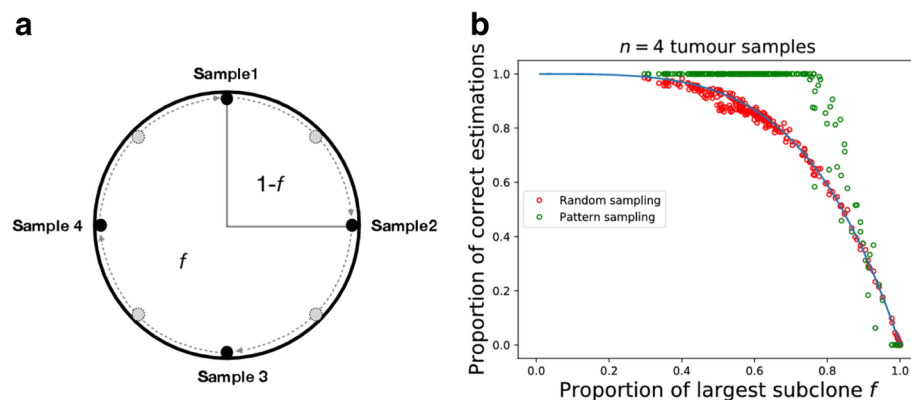 a
Sample1
1-f
Sample 4
Sample2
f
Sample 3
b
n = 4 tumour samples
Proportion of correct estimations
1.0
0.8
0.6
0.4
0.2
0.0
Random sampling
Pattern sampling
0.0 0.2 0.4 0.6 0.8 1.0
Proportion of largest subclone f